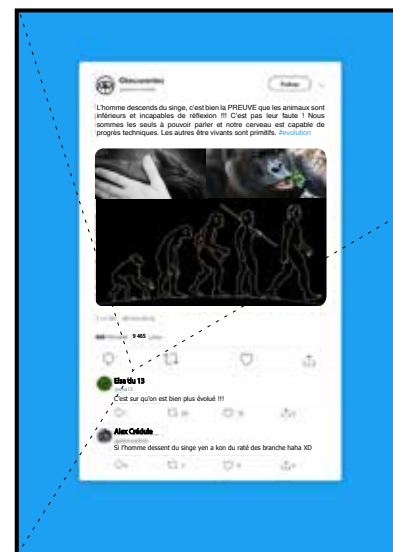 Follow
L'homme descends du singe, c'est bien la PREUVE que les animaux sont
inférieurs et incapables de réflexion !!! C'est pas leur faute ! Nous
sommes les seuls à pouvoir parler et notre cerveau est capable de
progrès techniques. Les autres être vivants sont primitifs. #evolution
9 465
Elsa du 13
C'est sur qu'on est bien plus évolué !!!
Alex Crédule
Si l'homme dessent du singe yen a kon du raté des branche haha XD